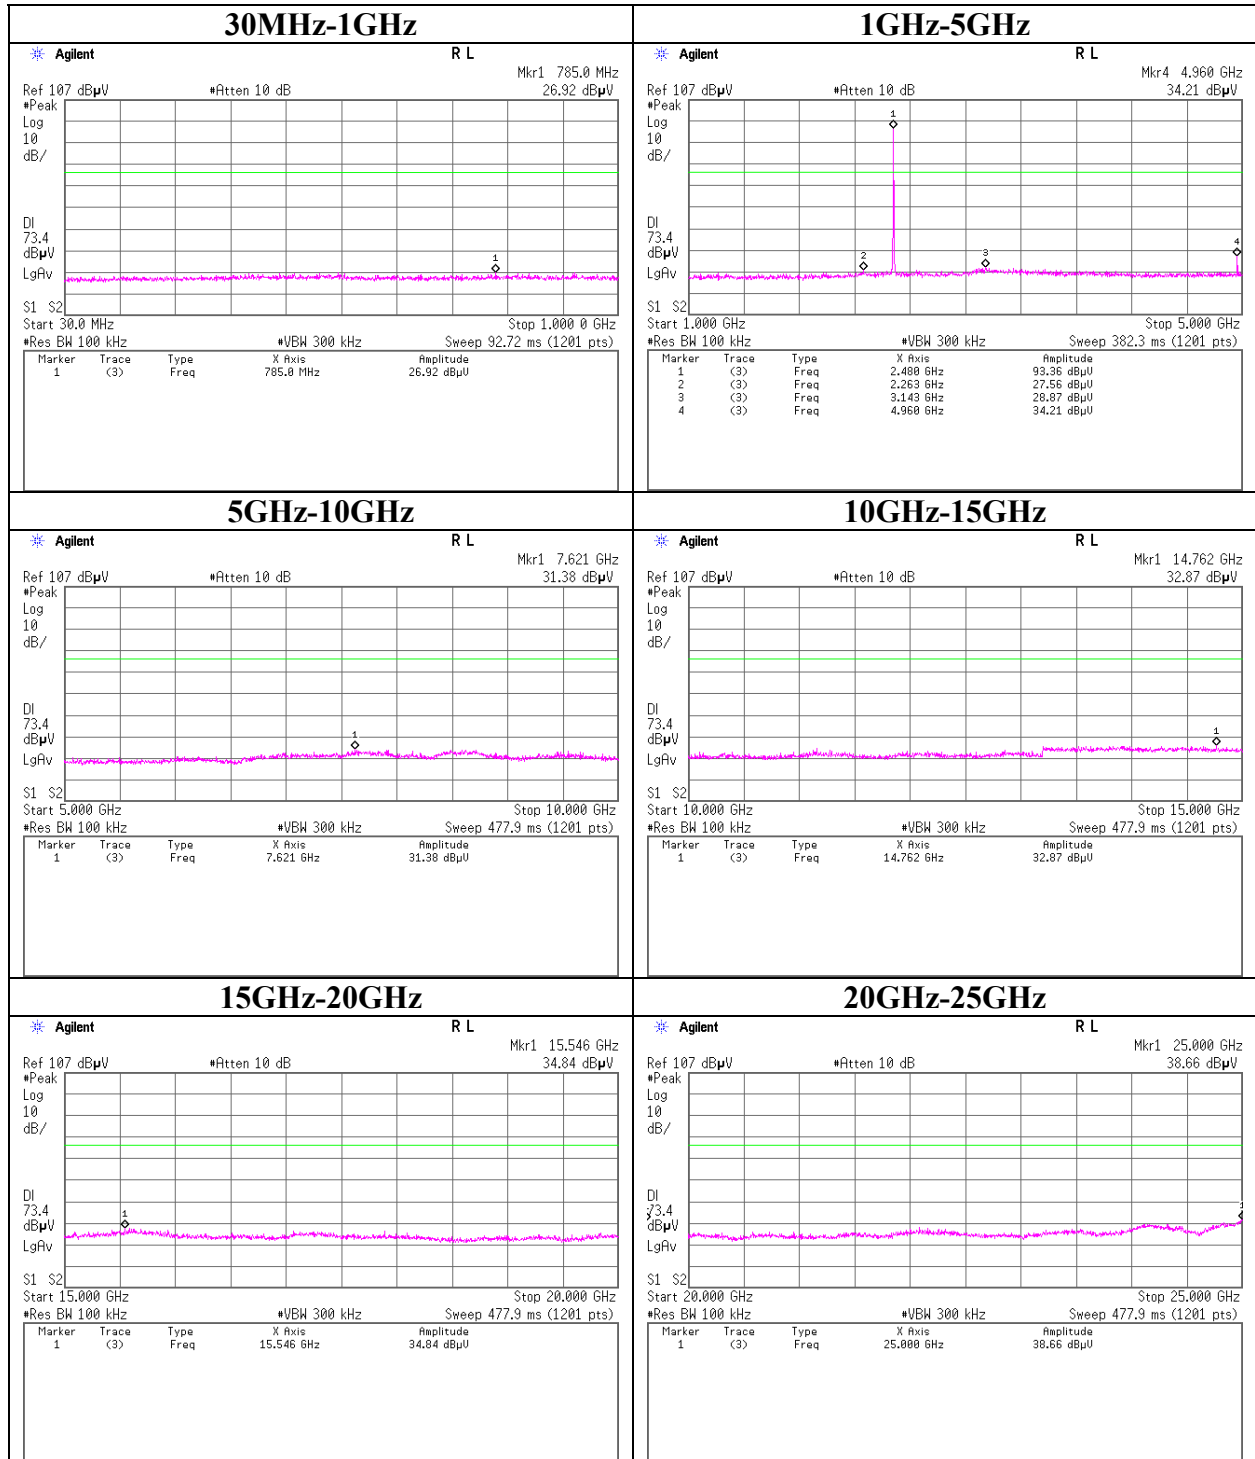 30MHz-1GHz
Agilent R L
Mkr1 785.0 MHz
Ref 107 dBµV #Atten 10 dB 26.92 dBµV
#Peak
Log
10
dB/
1
DI
73.4
dBµV
LgAv
S1 S2
Start 30.0 MHz Stop 1.000 0 GHz
#Res BW 100 kHz #VBW 300 kHz Sweep 92.72 ms (1201 pts)
Marker Trace Type X Axis Amplitude
1 (3) Freq 785.0 MHz 26.92 dBµV
1GHz-5GHz
Agilent R L
Mkr4 4.960 GHz
Ref 107 dBµV #Atten 10 dB 34.21 dBµV
#Peak
Log
10
dB/
1
2
3
4
DI
73.4
dBµV
LgAv
S1 S2
Start 1.000 GHz Stop 5.000 GHz
#Res BW 100 kHz #VBW 300 kHz Sweep 382.3 ms (1201 pts)
Marker Trace Type X Axis Amplitude
1 (3) Freq 2.480 GHz 93.36 dBµV
2 (3) Freq 2.263 GHz 27.56 dBµV
3 (3) Freq 3.143 GHz 28.87 dBµV
4 (3) Freq 4.960 GHz 34.21 dBµV
5GHz-10GHz
Agilent R L
Mkr1 7.621 GHz
Ref 107 dBµV #Atten 10 dB 31.38 dBµV
#Peak
Log
10
dB/
1
DI
73.4
dBµV
LgAv
S1 S2
Start 5.000 GHz Stop 10.000 GHz
#Res BW 100 kHz #VBW 300 kHz Sweep 477.9 ms (1201 pts)
Marker Trace Type X Axis Amplitude
1 (3) Freq 7.621 GHz 31.38 dBµV
10GHz-15GHz
Agilent R L
Mkr1 14.762 GHz
Ref 107 dBµV #Atten 10 dB 32.87 dBµV
#Peak
Log
10
dB/
1
DI
73.4
dBµV
LgAv
S1 S2
Start 10.000 GHz Stop 15.000 GHz
#Res BW 100 kHz #VBW 300 kHz Sweep 477.9 ms (1201 pts)
Marker Trace Type X Axis Amplitude
1 (3) Freq 14.762 GHz 32.87 dBµV
15GHz-20GHz
Agilent R L
Mkr1 15.546 GHz
Ref 107 dBµV #Atten 10 dB 34.84 dBµV
#Peak
Log
10
dB/
1
DI
73.4
dBµV
LgAv
S1 S2
Start 15.000 GHz Stop 20.000 GHz
#Res BW 100 kHz #VBW 300 kHz Sweep 477.9 ms (1201 pts)
Marker Trace Type X Axis Amplitude
1 (3) Freq 15.546 GHz 34.84 dBµV
20GHz-25GHz
Agilent R L
Mkr1 25.000 GHz
Ref 107 dBµV #Atten 10 dB 38.66 dBµV
#Peak
Log
10
dB/
1
DI
73.4
dBµV
LgAv
S1 S2
Start 20.000 GHz Stop 25.000 GHz
#Res BW 100 kHz #VBW 300 kHz Sweep 477.9 ms (1201 pts)
Marker Trace Type X Axis Amplitude
1 (3) Freq 25.000 GHz 38.66 dBµV